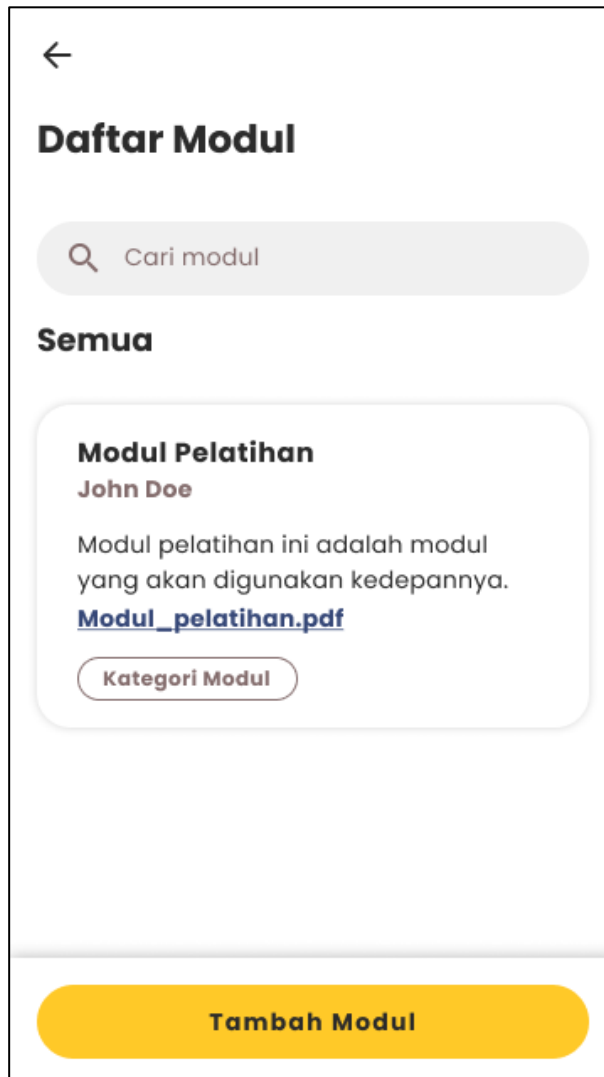 Daftar Modul
Cari modul
Semua
Modul Pelatihan
John Doe
Modul pelatihan ini adalah modul
yang akan digunakan kedepannya.
Modul_pelatihan.pdf
Kategori Modul
Tambah Modul